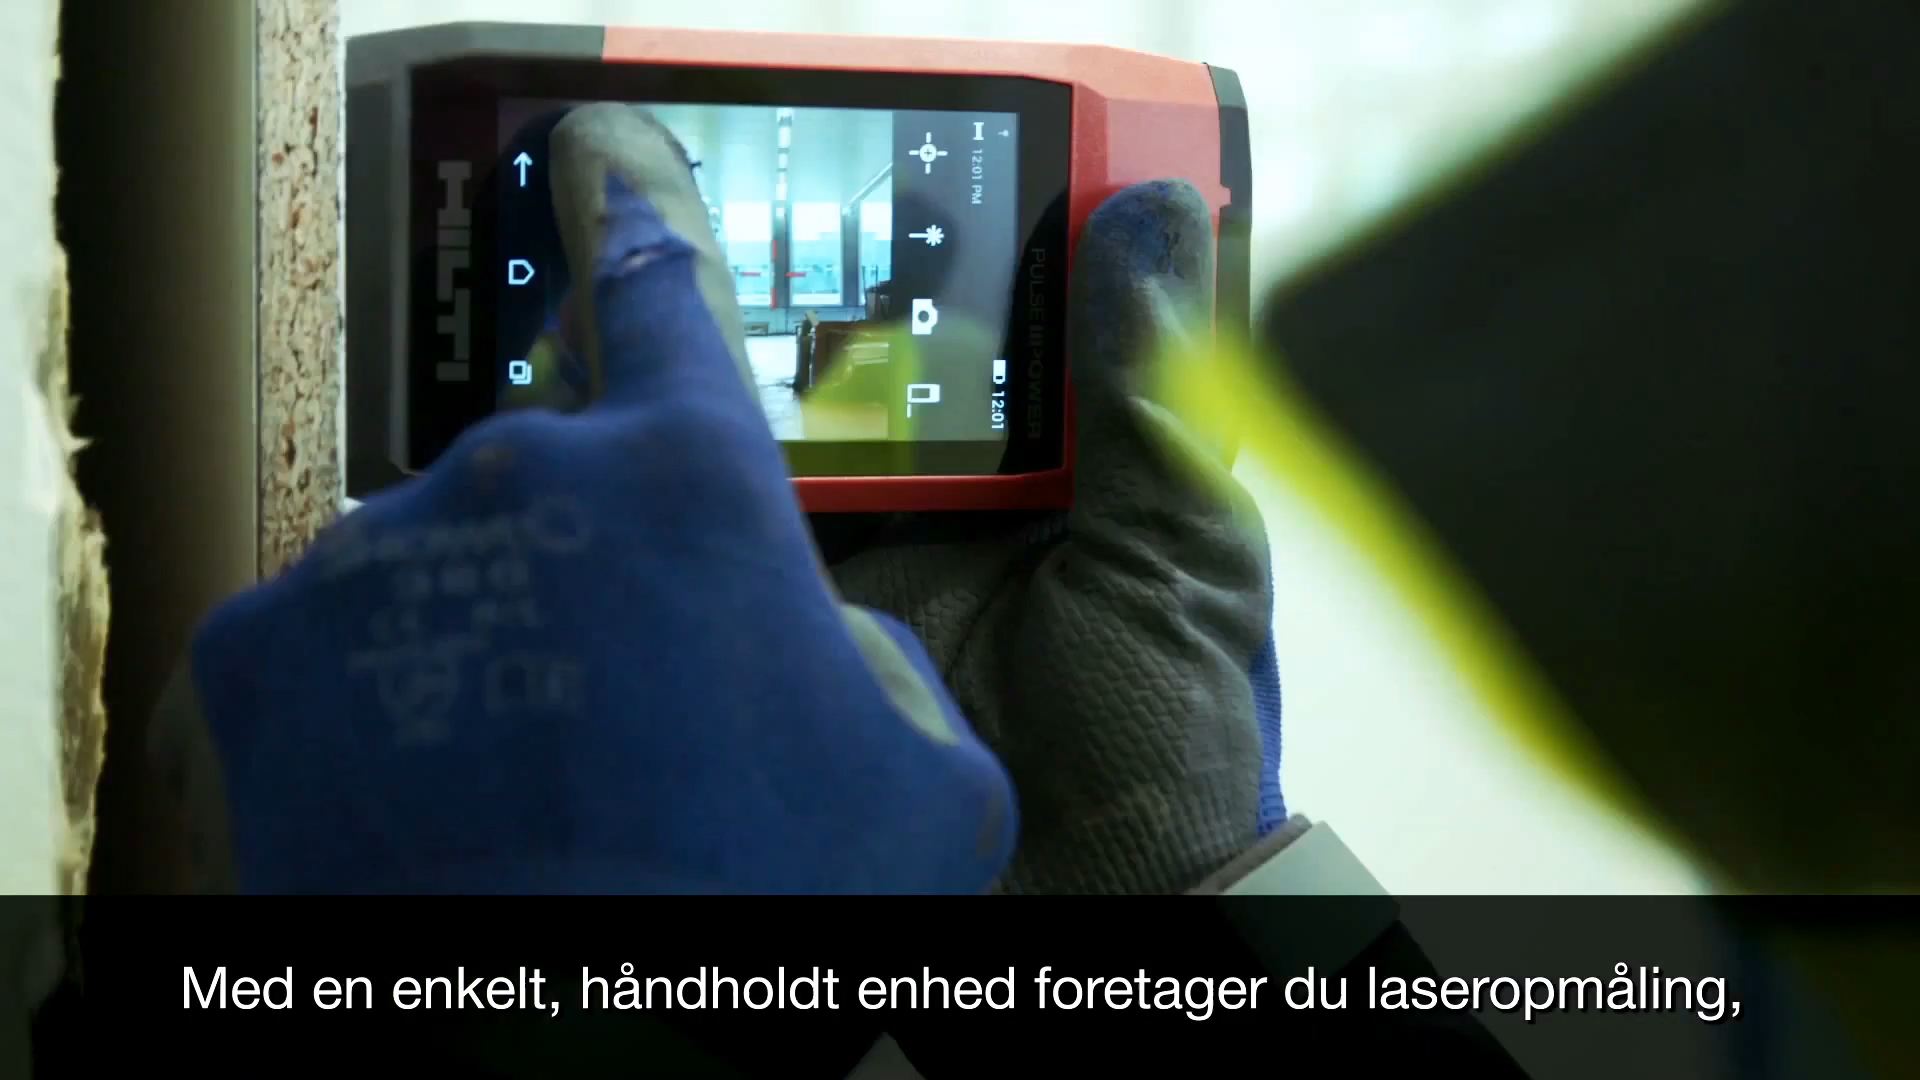 HILTI
12:01 PM
12:01
PULSE POWER
Med en enkelt, håndholdt enhed foretager du laseropmåling,